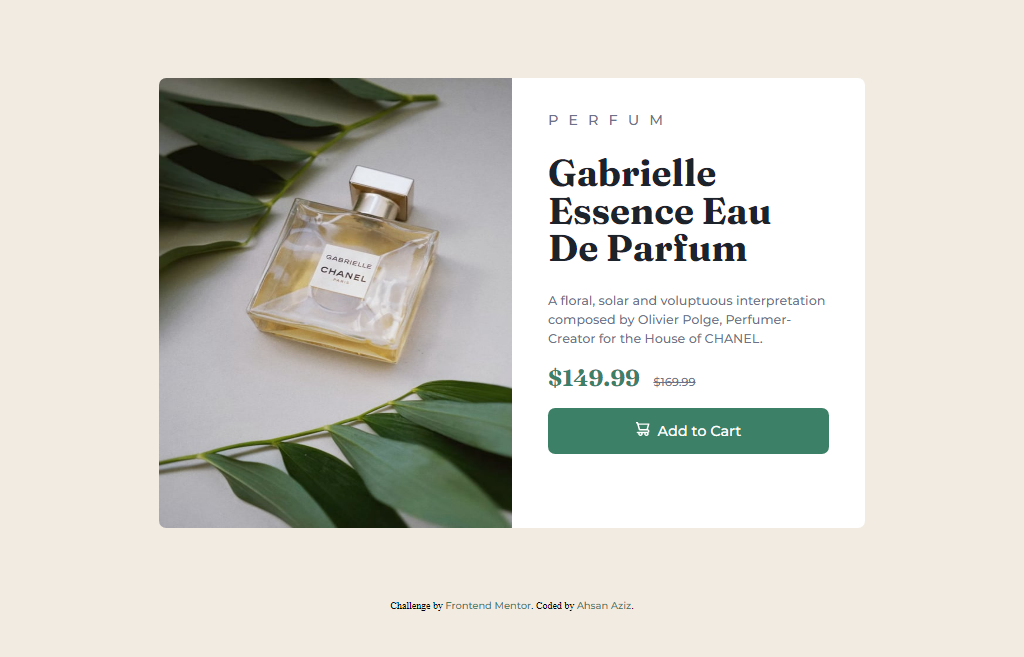 GABRIELLE
CHANEL
PARIS
PERFUM
Gabrielle
Essence Eau
De Parfum
A floral, solar and voluptuous interpretation
composed by Olivier Polge, Perfumer-
Creator for the House of CHANEL.
$149.99 $169.99
Add to Cart
Challenge by Frontend Mentor. Coded by Ahsan Aziz.